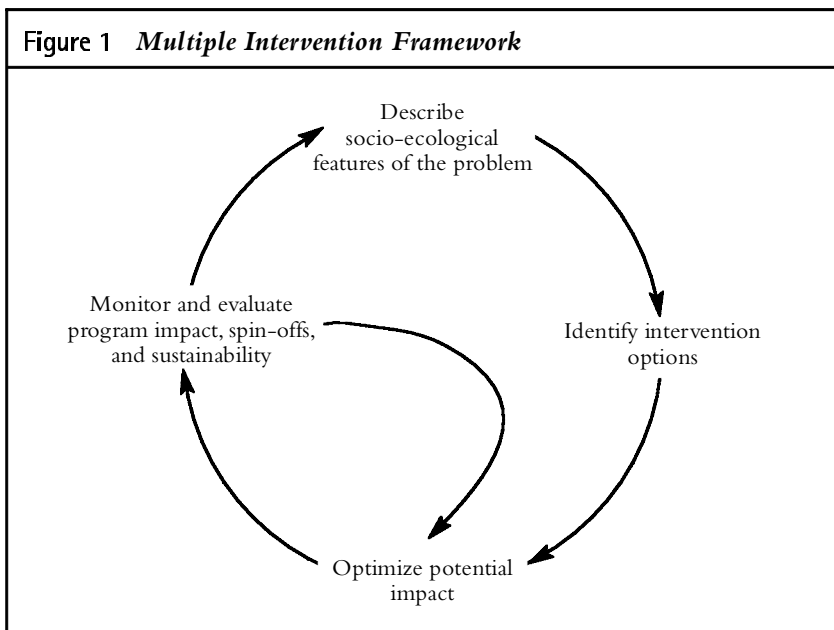 Figure 1 Multiple Intervention Framework
Describe
socio-ecological
features of the problem
Monitor and evaluate
program impact, spin-offs,
and sustainability
Identify intervention
options
Optimize potential
impact